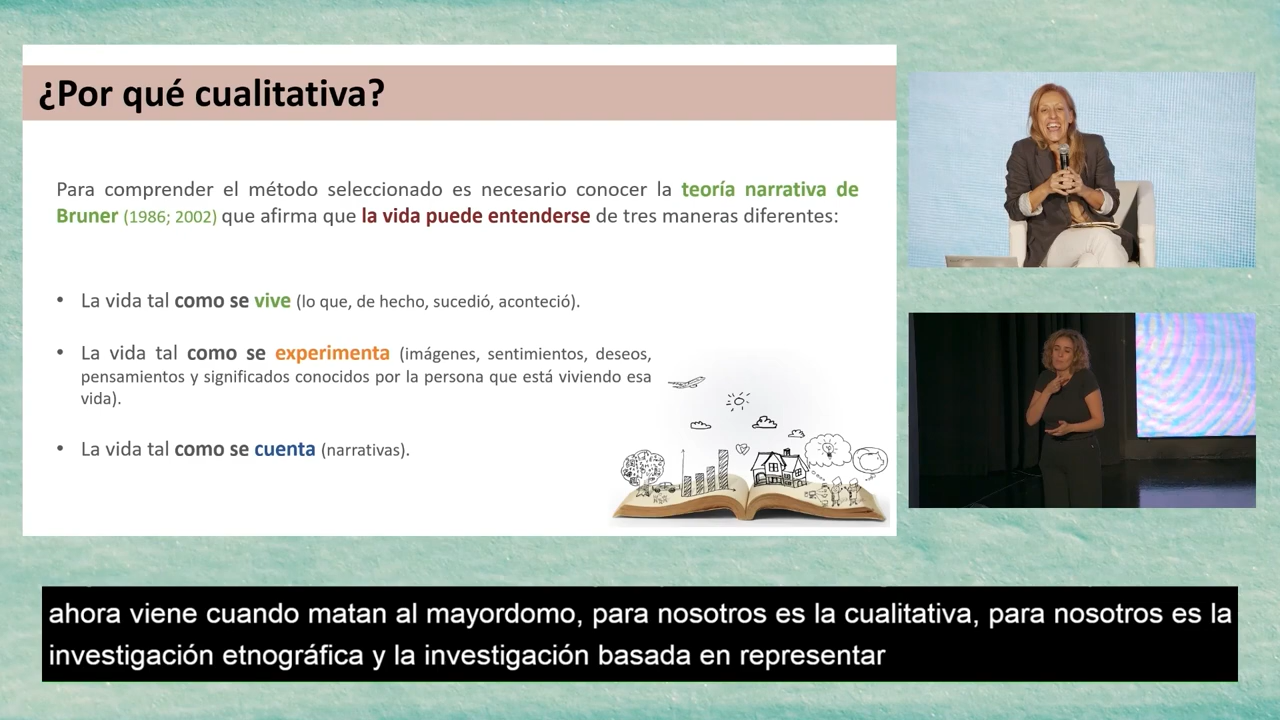 ¿Por qué cualitativa?
Para comprender el método seleccionado es necesario conocer la teoría narrativa de
Bruner (1986; 2002) que afirma que la vida puede entenderse de tres maneras diferentes:
• La vida tal como se vive (lo que, de hecho, sucedió, aconteció).
• La vida tal como se experimenta (imágenes, sentimientos, deseos,
pensamientos y significados conocidos por la persona que está viviendo esa
vida).
• La vida tal como se cuenta (narrativas).
ahora viene cuando matan al mayordomo, para nosotros es la cualitativa, para nosotros es la
investigación etnográfica y la investigación basada en representar